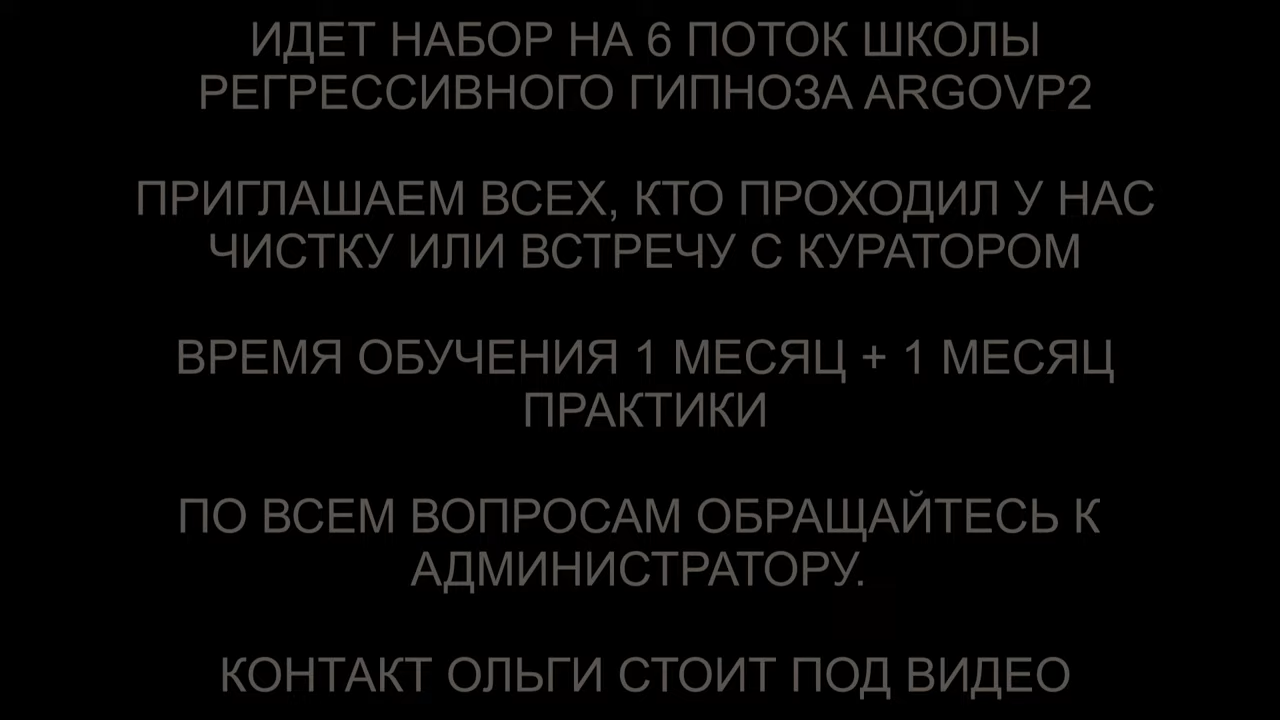 ИДЕТ НАБОР НА 6 ПОТОК ШКОЛЫ
РЕГРЕССИВНОГО ГИПНОЗА ARGOVP2
ПРИГЛАШАЕМ ВСЕХ, КТО ПРОХОДИЛ У НАС
ЧИСТКУ ИЛИ ВСТРЕЧУ С КУРАТОРОМ
ВРЕМЯ ОБУЧЕНИЯ 1 МЕСЯЦ + 1 МЕСЯЦ
ПРАКТИКИ
ПО ВСЕМ ВОПРОСАМ ОБРАЩАЙТЕСЬ К
АДМИНИСТРАТОРУ.
КОНТАКТ ОЛЬГИ СТОИТ ПОД ВИДЕО